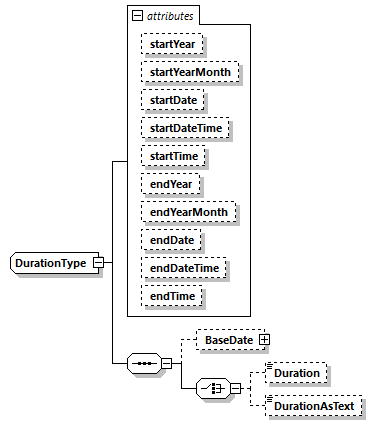 attributes
startYear
startYearMonth
startDate
startDateTime
startTime
endYear
endYearMonth
endDate
endDateTime
endTime
DurationType
BaseDate
Duration
DurationAsText